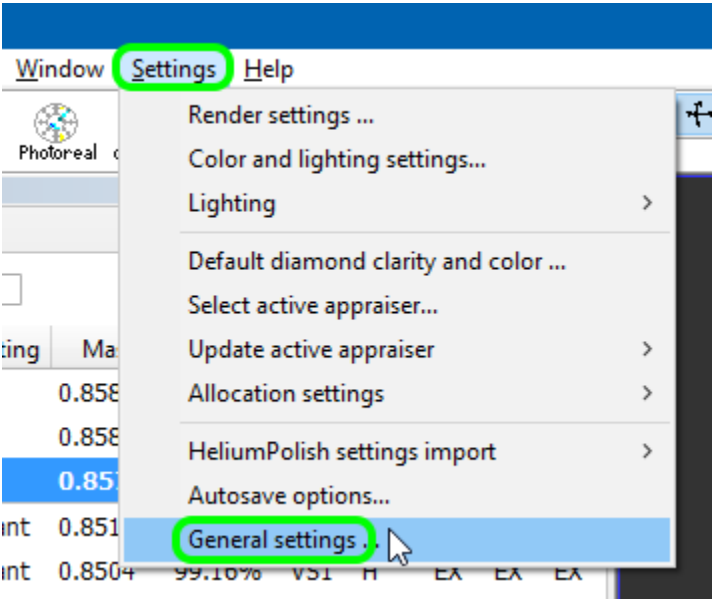 Window Settings Help
Render settings ...
Photoreal
Color and lighting settings...
Lighting
Default diamond clarity and color ...
Select active appraiser...
Update active appraiser
Allocation settings
0.858
HeliumPolish settings import
0.858
Autosave options...
0.85
General settings ...
0.851
0.8504 99.16% VS1 H EX EX EX